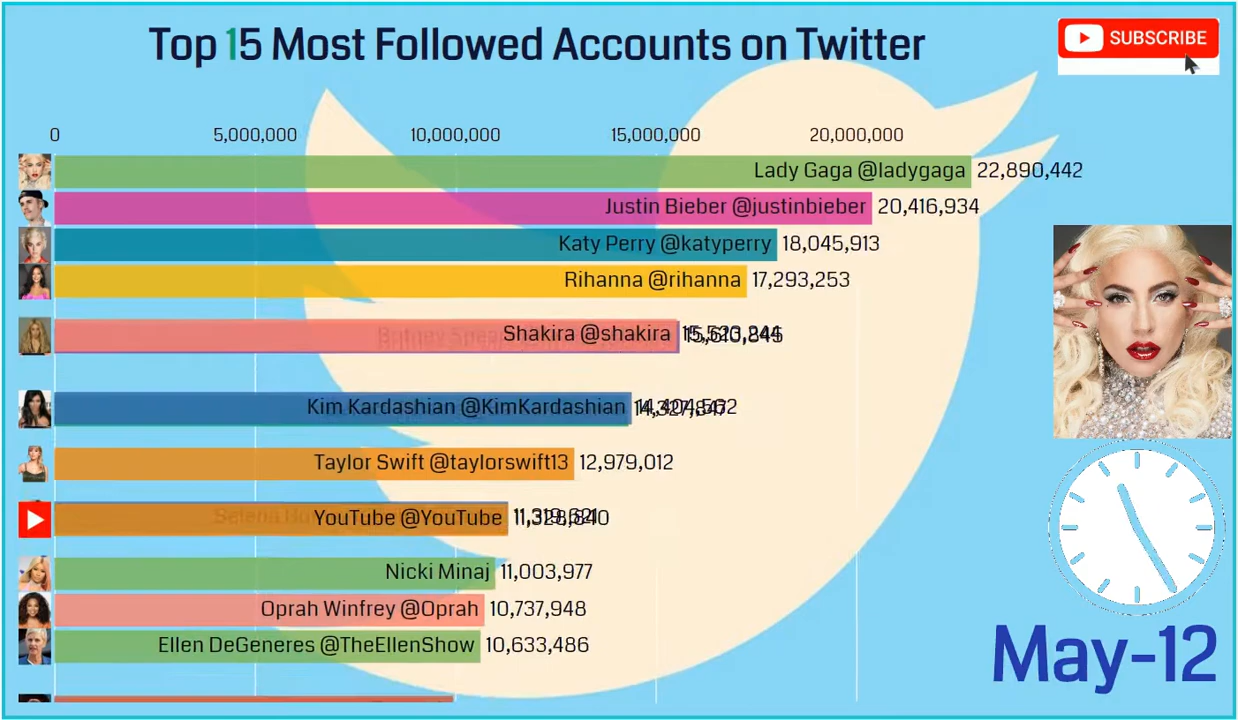 Top 15 Most Followed Accounts on Twitter
SUBSCRIBE
0 5,000,000 10,000,000 15,000,000 20,000,000
Lady Gaga @ladygaga 22,890,442
Justin Bieber @justinbieber 20,416,934
Katy Perry @katyperry 18,045,913
Rihanna @rihanna 17,293,253
Shakira @shakira
Kim Kardashian @KimKardashian
Taylor Swift @taylorswift13 12,979,012
YouTube @YouTube
Nicki Minaj 11,003,977
Oprah Winfrey @Oprah 10,737,948
Ellen DeGeneres @TheEllenShow 10,633,486
May-12